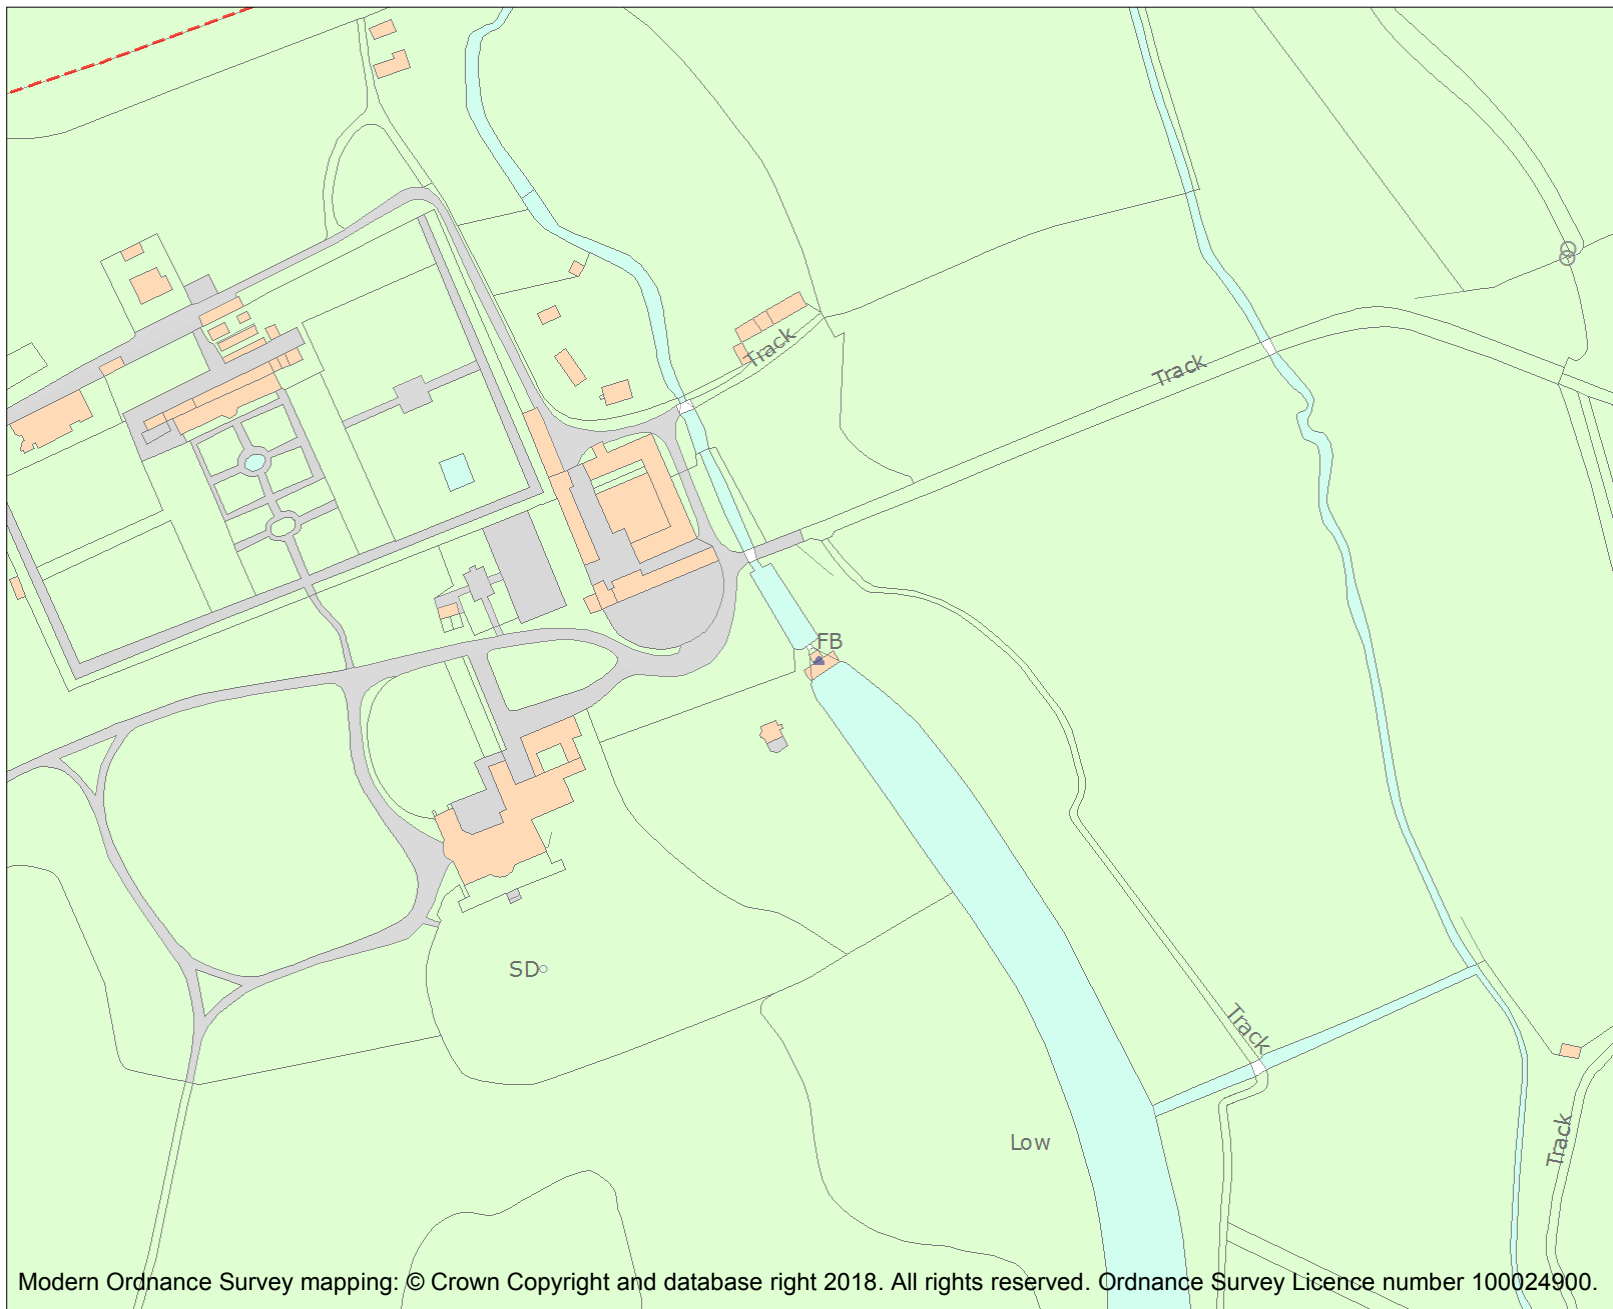 Track
Track
FB
SD
Track
Low
Track
Modern Ordnance Survey mapping: © Crown Copyright and database right 2018. All rights reserved. Ordnance Survey Licence number 100024900.